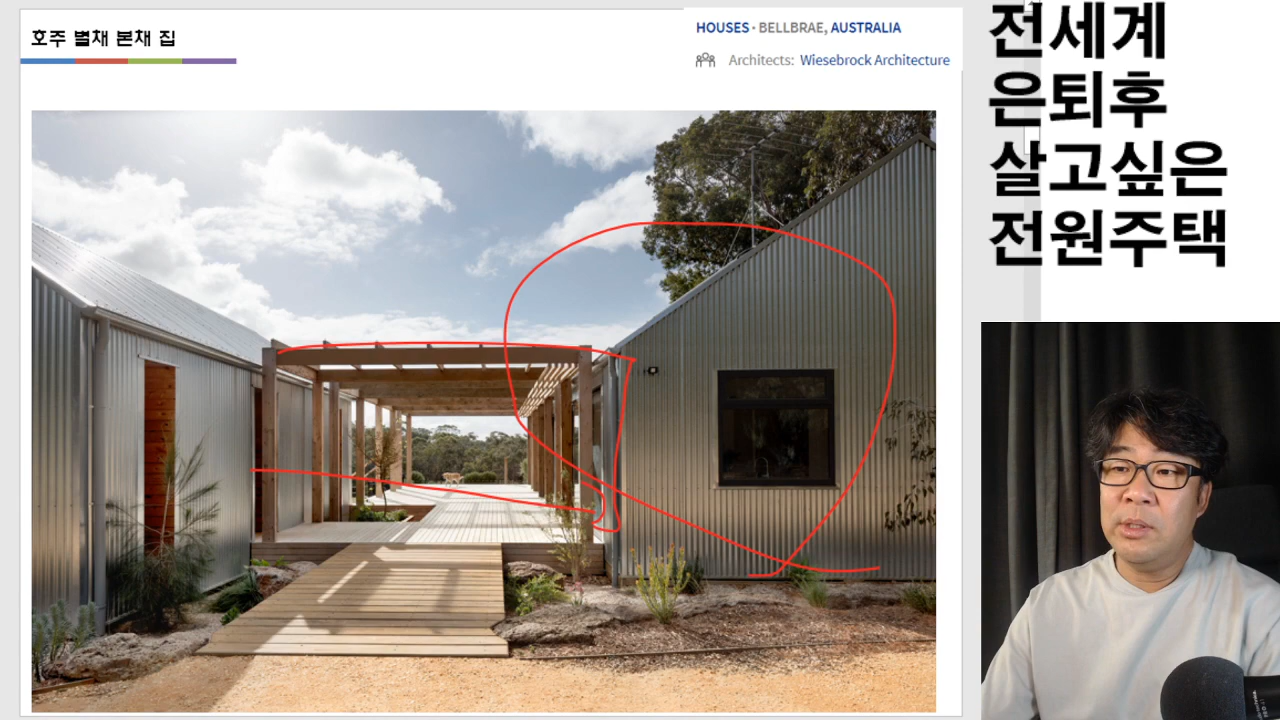 호주 별채 본채 집
HOUSES · BELLBRAE, AUSTRALIA
Architects: Wiesebrock Architecture
전세계
은퇴후
살고싶은
전원주택